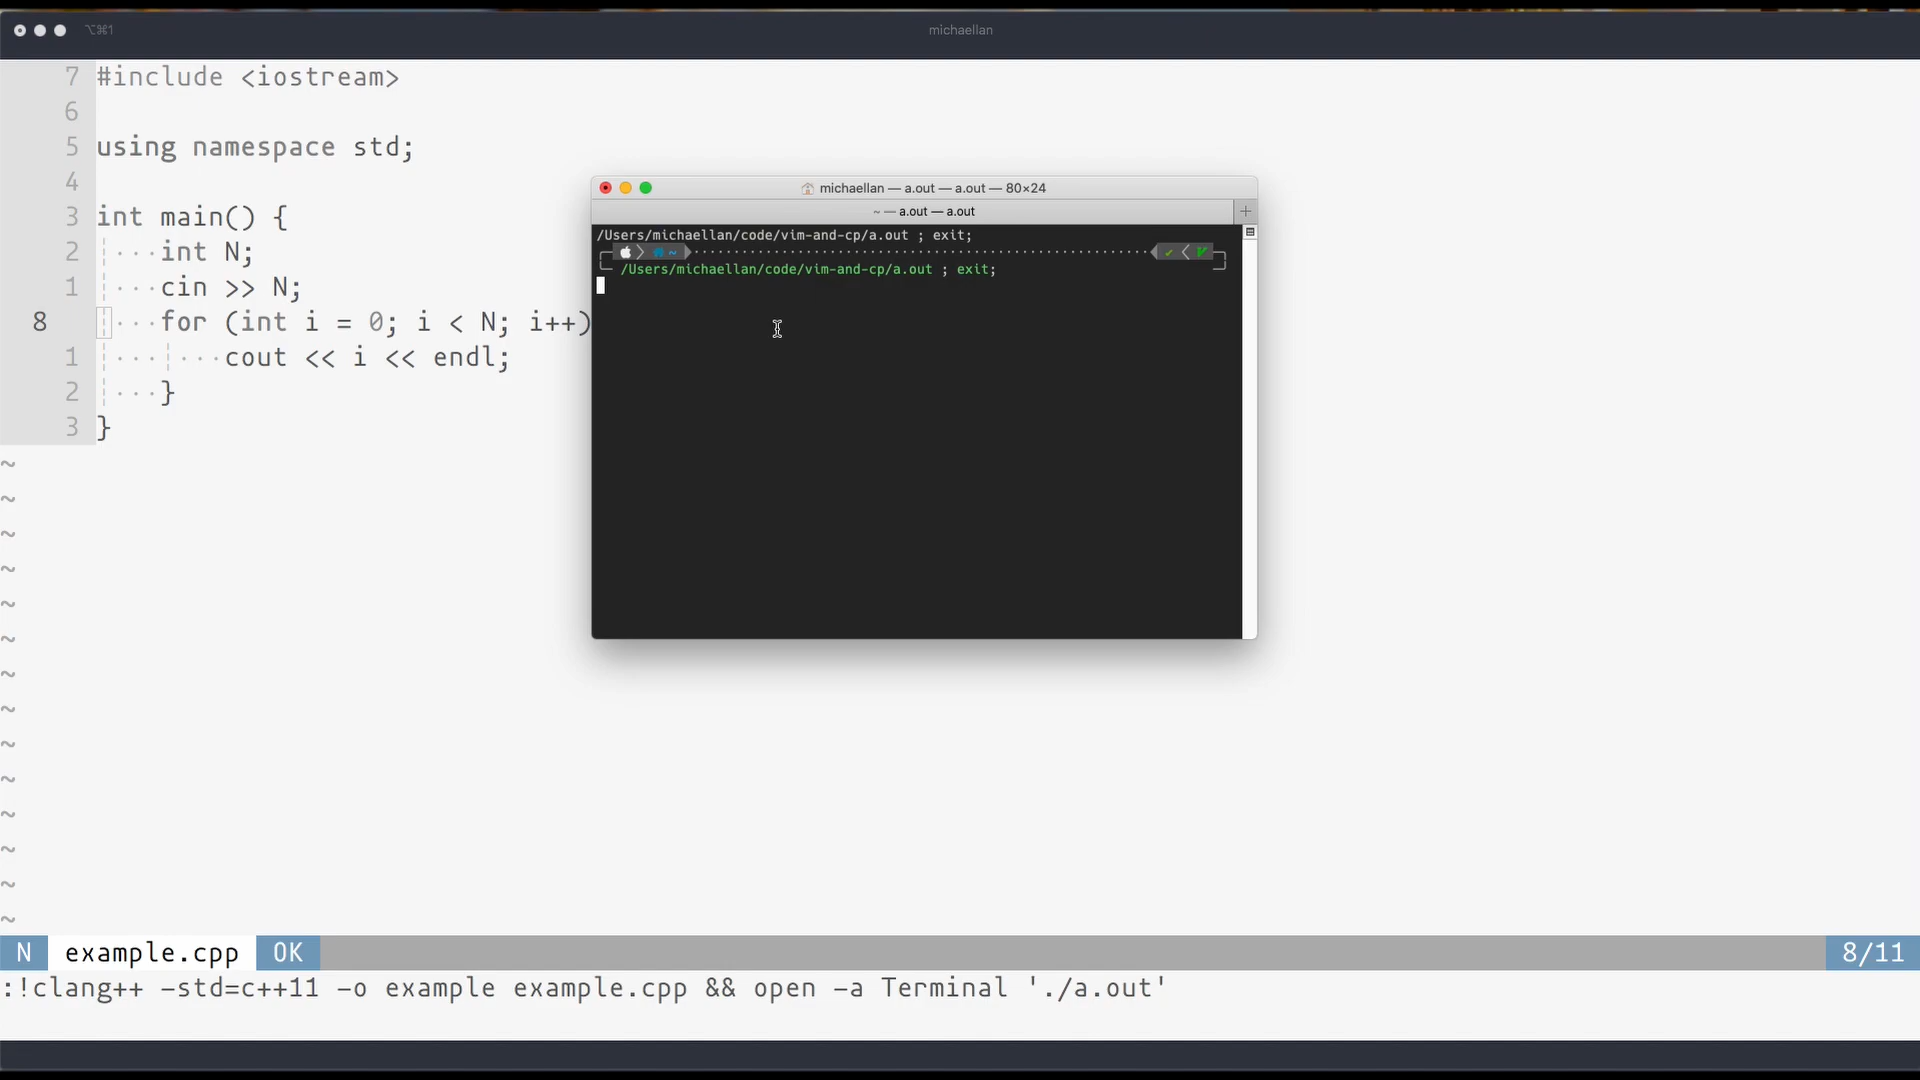 ⌥⌘1
michaellan
7 #include <iostream>
6
5 using namespace std;
4
3 int main() {
2 int N;
1 cin >> N;
8 for (int i = 0; i < N; i++)
1 cout << i << endl;
2 }
3 }
~
~
~
~
~
~
~
~
~
~
~
~
~
~
michaellan — a.out — a.out — 80×24
~ — a.out — a.out
/Users/michaellan/code/vim-and-cp/a.out ; exit;
~
/Users/michaellan/code/vim-and-cp/a.out ; exit;
N example.cpp OK 8/11
:!clang++ -std=c++11 -o example example.cpp && open -a Terminal './a.out'